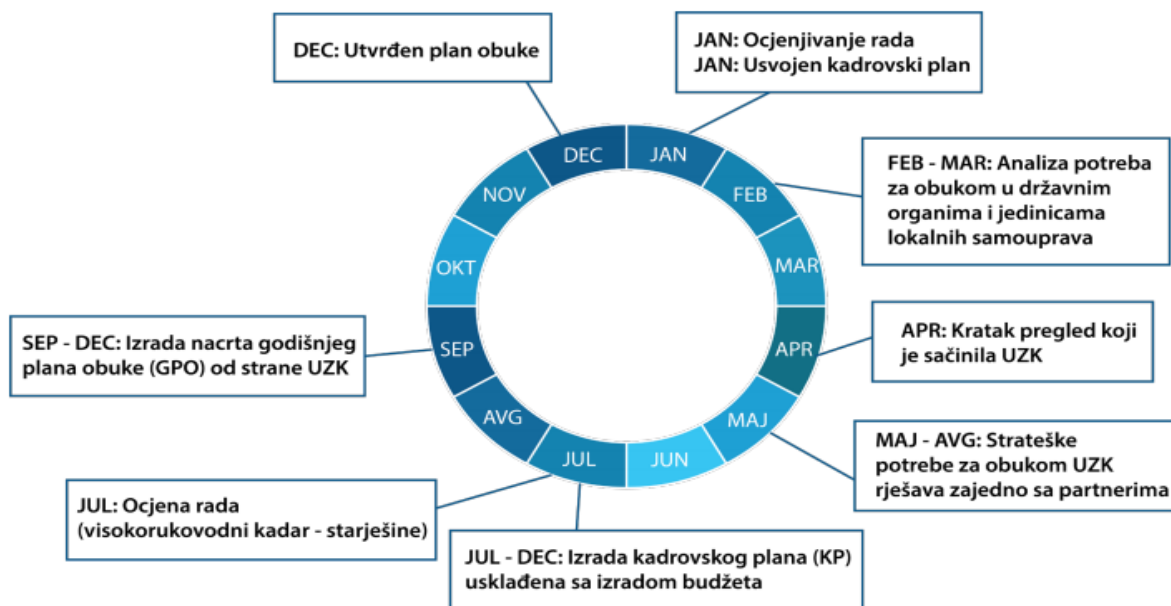 DEC: Utvrđen plan obuke
JAN: Ocjenjivanje rada
JAN: Usvojen kadrovski plan
DEC
JAN
NOV
FEB
FEB - MAR: Analiza potreba
za obukom u državnim
organima i jedinicama
lokalnih samouprava
OKT
MAR
SEP - DEC: Izrada nacrta godišnjeg
plana obuke (GPO) od strane UZK
SEP
APR
APR: Kratak pregled koji
je sačinila UZK
AVG
MAJ
JUL
JUN
MAJ - AVG: Strateške
potrebe za obukom UZK
rješava zajedno sa partnerima
JUL: Ocjena rada
(visokorukovodni kadar - starješine)
JUL - DEC: Izrada kadrovskog plana (KP)
usklađena sa izradom budžeta